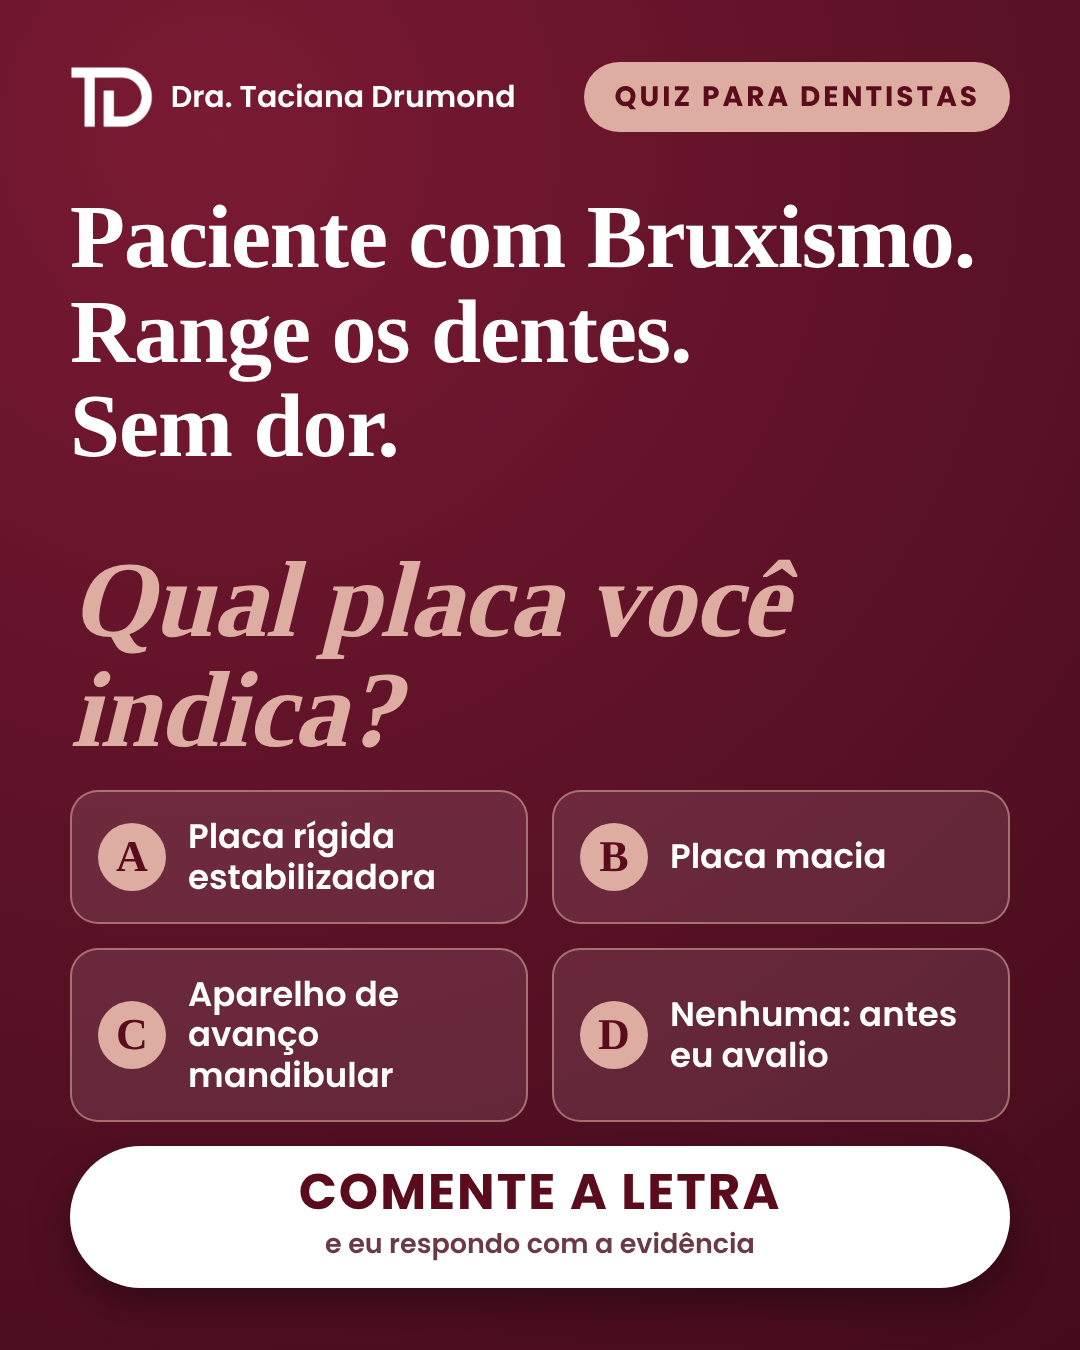 TD Dra. Taciana Drumond
QUIZ PARA DENTISTAS
Paciente com Bruxismo.
Range os dentes.
Sem dor.
Qual placa você
indica?
A Placa rígida
estabilizadora
B Placa macia
C Aparelho de
avanço
mandibular
D Nenhuma: antes
eu avalio
COMENTE A LETRA
e eu respondo com a evidência